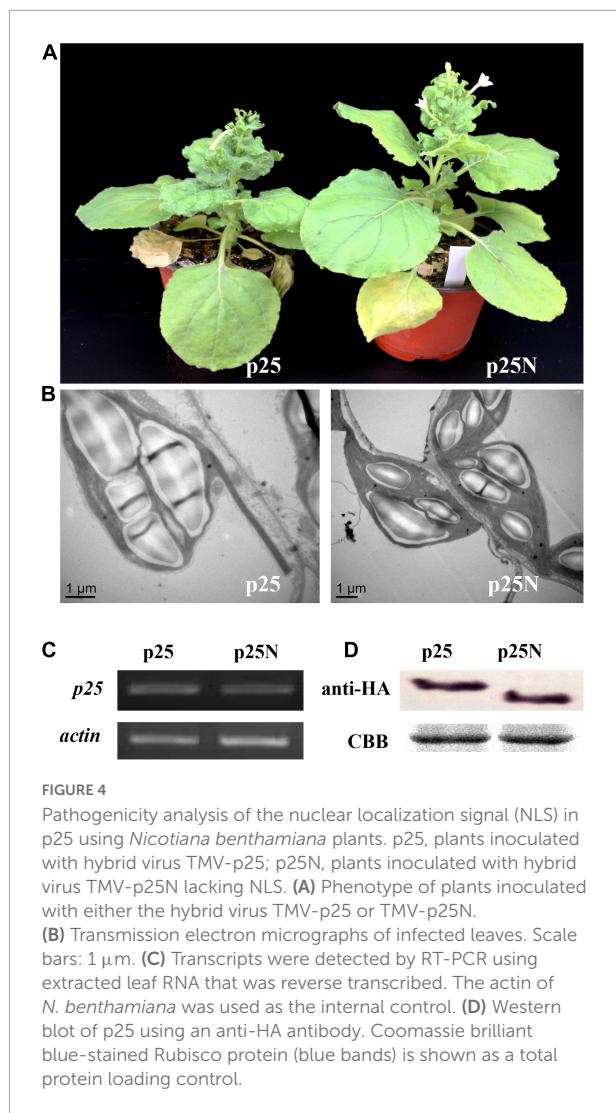 A
p25
p25N
B
1 µm
p25
1 µm
p25N
C
p25
p25N
p25
actin
D
p25
p25N
anti-HA
CBB
FIGURE 4
Pathogenicity analysis of the nuclear localization signal (NLS) in
p25 using Nicotiana benthamiana plants. p25, plants inoculated
with hybrid virus TMV-p25; p25N, plants inoculated with hybrid
virus TMV-p25N lacking NLS. (A) Phenotype of plants inoculated
with either the hybrid virus TMV-p25 or TMV-p25N.
(B) Transmission electron micrographs of infected leaves. Scale
bars: 1 µm. (C) Transcripts were detected by RT-PCR using
extracted leaf RNA that was reverse transcribed. The actin of
N. benthamiana was used as the internal control. (D) Western
blot of p25 using an anti-HA antibody. Coomassie brilliant
blue-stained Rubisco protein (blue bands) is shown as a total
protein loading control.